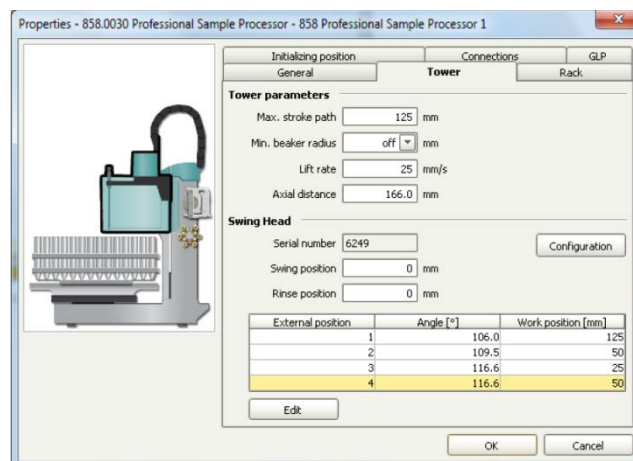 Properties - 858.0030 Professional Sample Processor - 858 Professional Sample Processor 1
Initializing position Connections GLP
General Tower Rack
Tower parameters
Max. stroke path 125 mm
Min. beaker radius off mm
Lift rate 25 mm/s
Axial distance 166.0 mm
Swing Head
Serial number 6249 Configuration
Swing position 0 mm
Rinse position 0 mm
External position Angle [°] Work position [mm]
1 106.0 125
2 109.5 50
3 116.6 25
4 116.6 50
Edit
OK Cancel